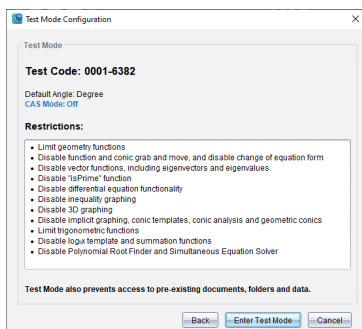 Test Mode Configuration
Test Mode
Test Code: 0001-6382
Default Angle: Degree
CAS Mode: Off
Restrictions:
• Limit geometry functions
• Disable function and conic grab and move, and disable change of equation form
• Disable vector functions, including eigenvectors and eigenvalues
• Disable "isPrime" function
• Disable differential equation functionality
• Disable inequality graphing
• Disable 3D graphing
• Disable implicit graphing, conic templates, conic analysis and geometric conics
• Limit trigonometric functions
• Disable logx template and summation functions
• Disable Polynomial Root Finder and Simultaneous Equation Solver
Test Mode also prevents access to pre-existing documents, folders and data.
Back Enter Test Mode Cancel